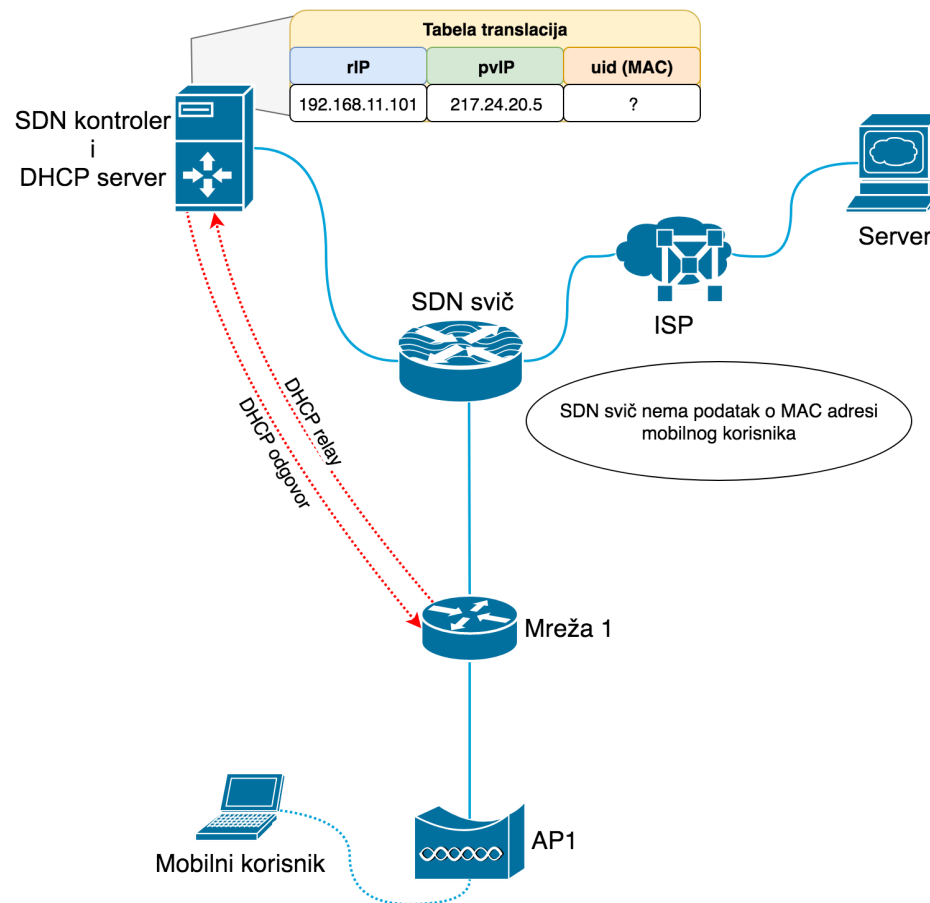 Tabela translacija
rIP pvIP uid (MAC)
192.168.11.101 217.24.20.5 ?
SDN kontroler
i
DHCP server
Server
ISP
SDN svič
SDN svič nema podatak o MAC adresi
mobilnog korisnika
DHCP relay
DHCP odgovor
Mreža 1
AP1
Mobilni korisnik